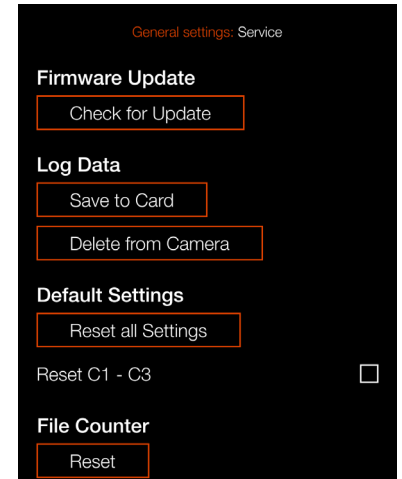 General settings: Service
Firmware Update
Check for Update
Log Data
Save to Card
Delete from Camera
Default Settings
Reset all Settings
Reset C1 - C3
File Counter
Reset